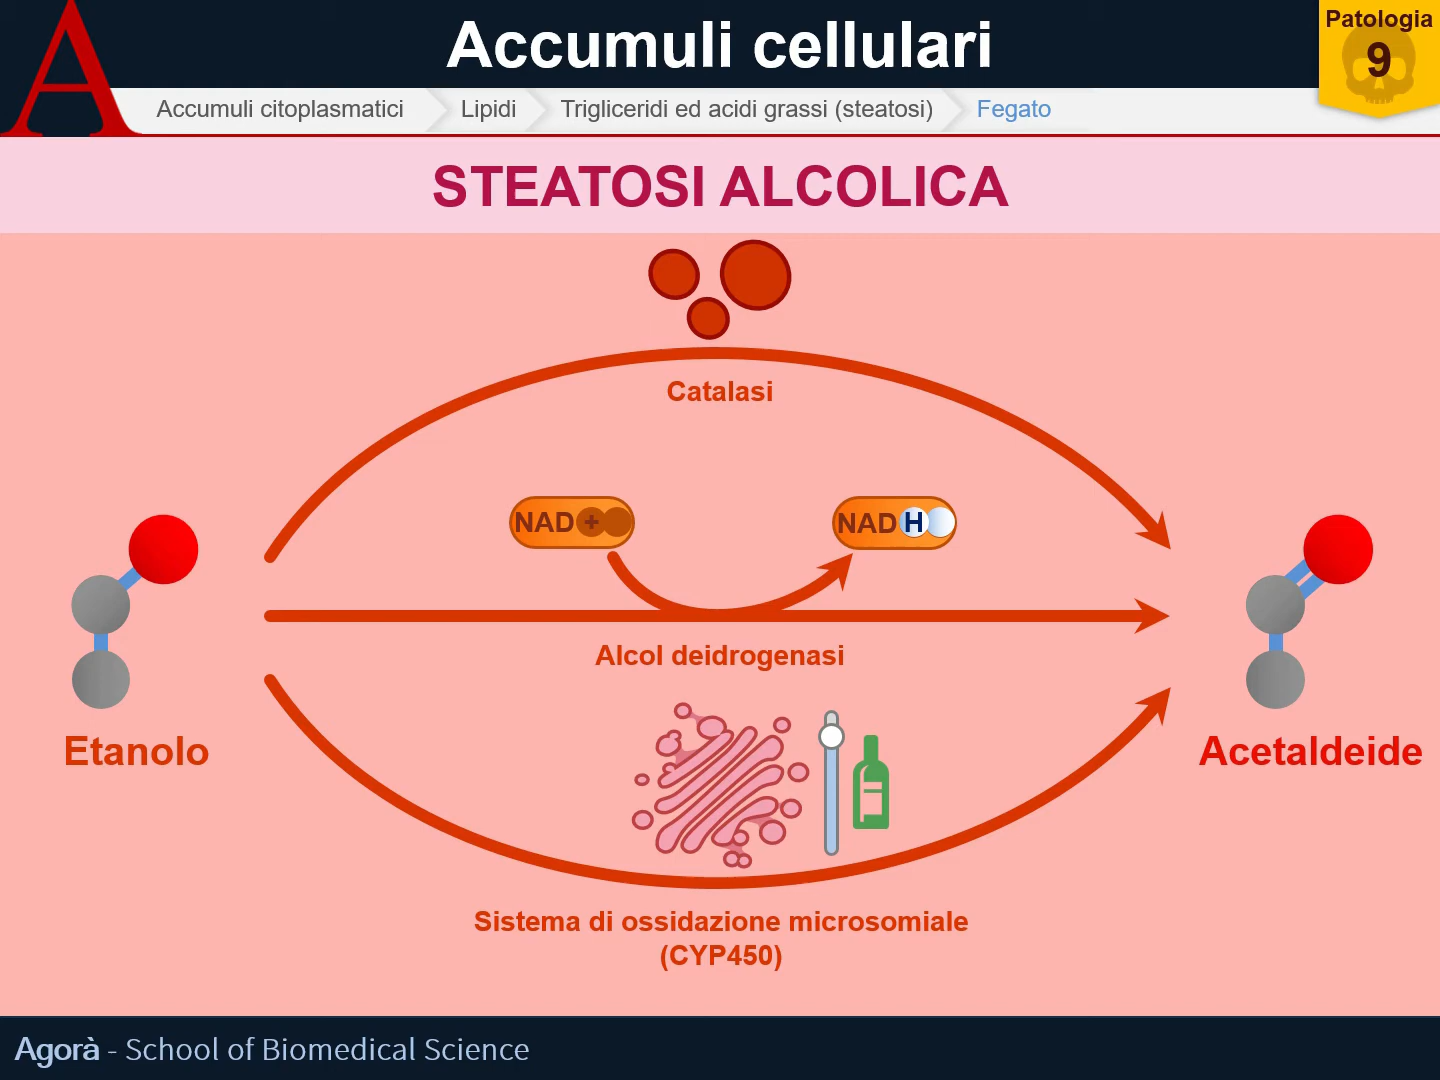 A
Accumuli cellulari
Patologia
9
Accumuli citoplasmatici
Lipidi
Trigliceridi ed acidi grassi (steatosi)
Fegato
STEATOSI ALCOLICA
Catalasi
NAD +
NAD H
Alcol deidrogenasi
Etanolo
Acetaldeide
Sistema di ossidazione microsomiale
(CYP450)
Agorà - School of Biomedical Science